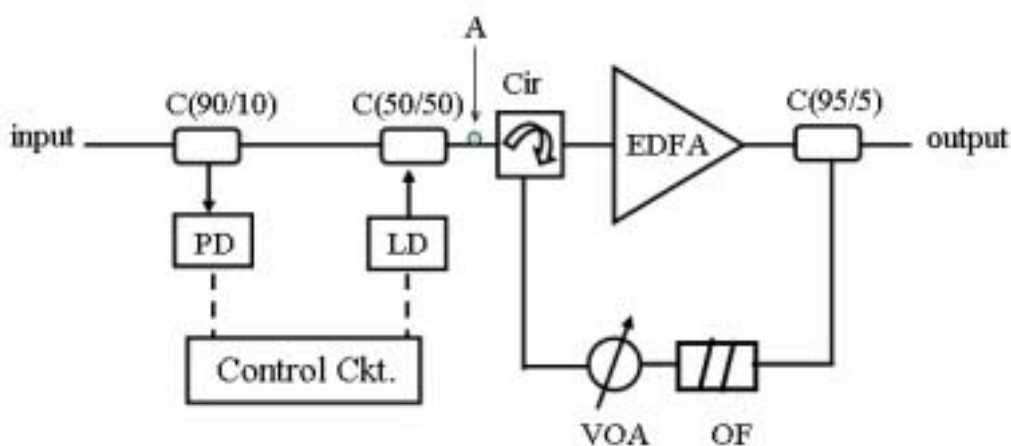 A
Cir
C(90/10)
C(50/50)
C(95/5)
input
EDFA
output
PD
LD
Control Ckt.
VOA
OF